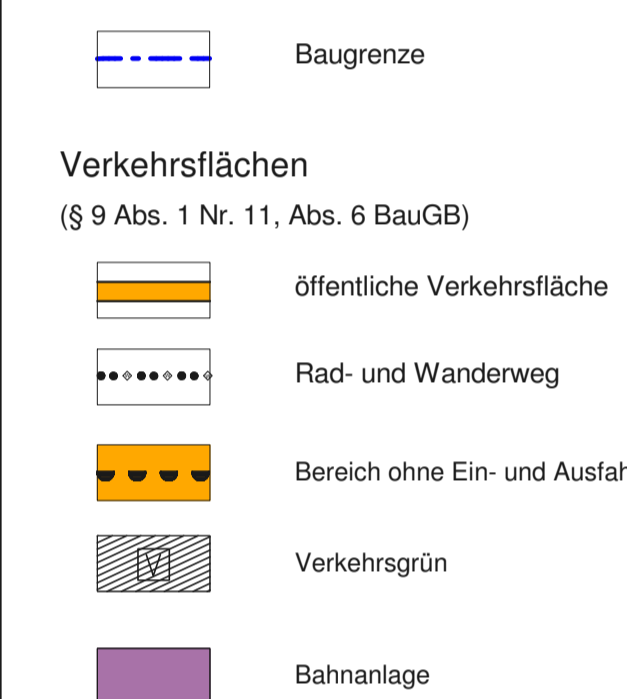 Baugrenze
Verkehrsflächen
(§ 9 Abs. 1 Nr. 11, Abs. 6 BauGB)
öffentliche Verkehrsfläche
Rad- und Wanderweg
Bereich ohne Ein- und Ausfah
V
Verkehrsgrün
Bahnanlage